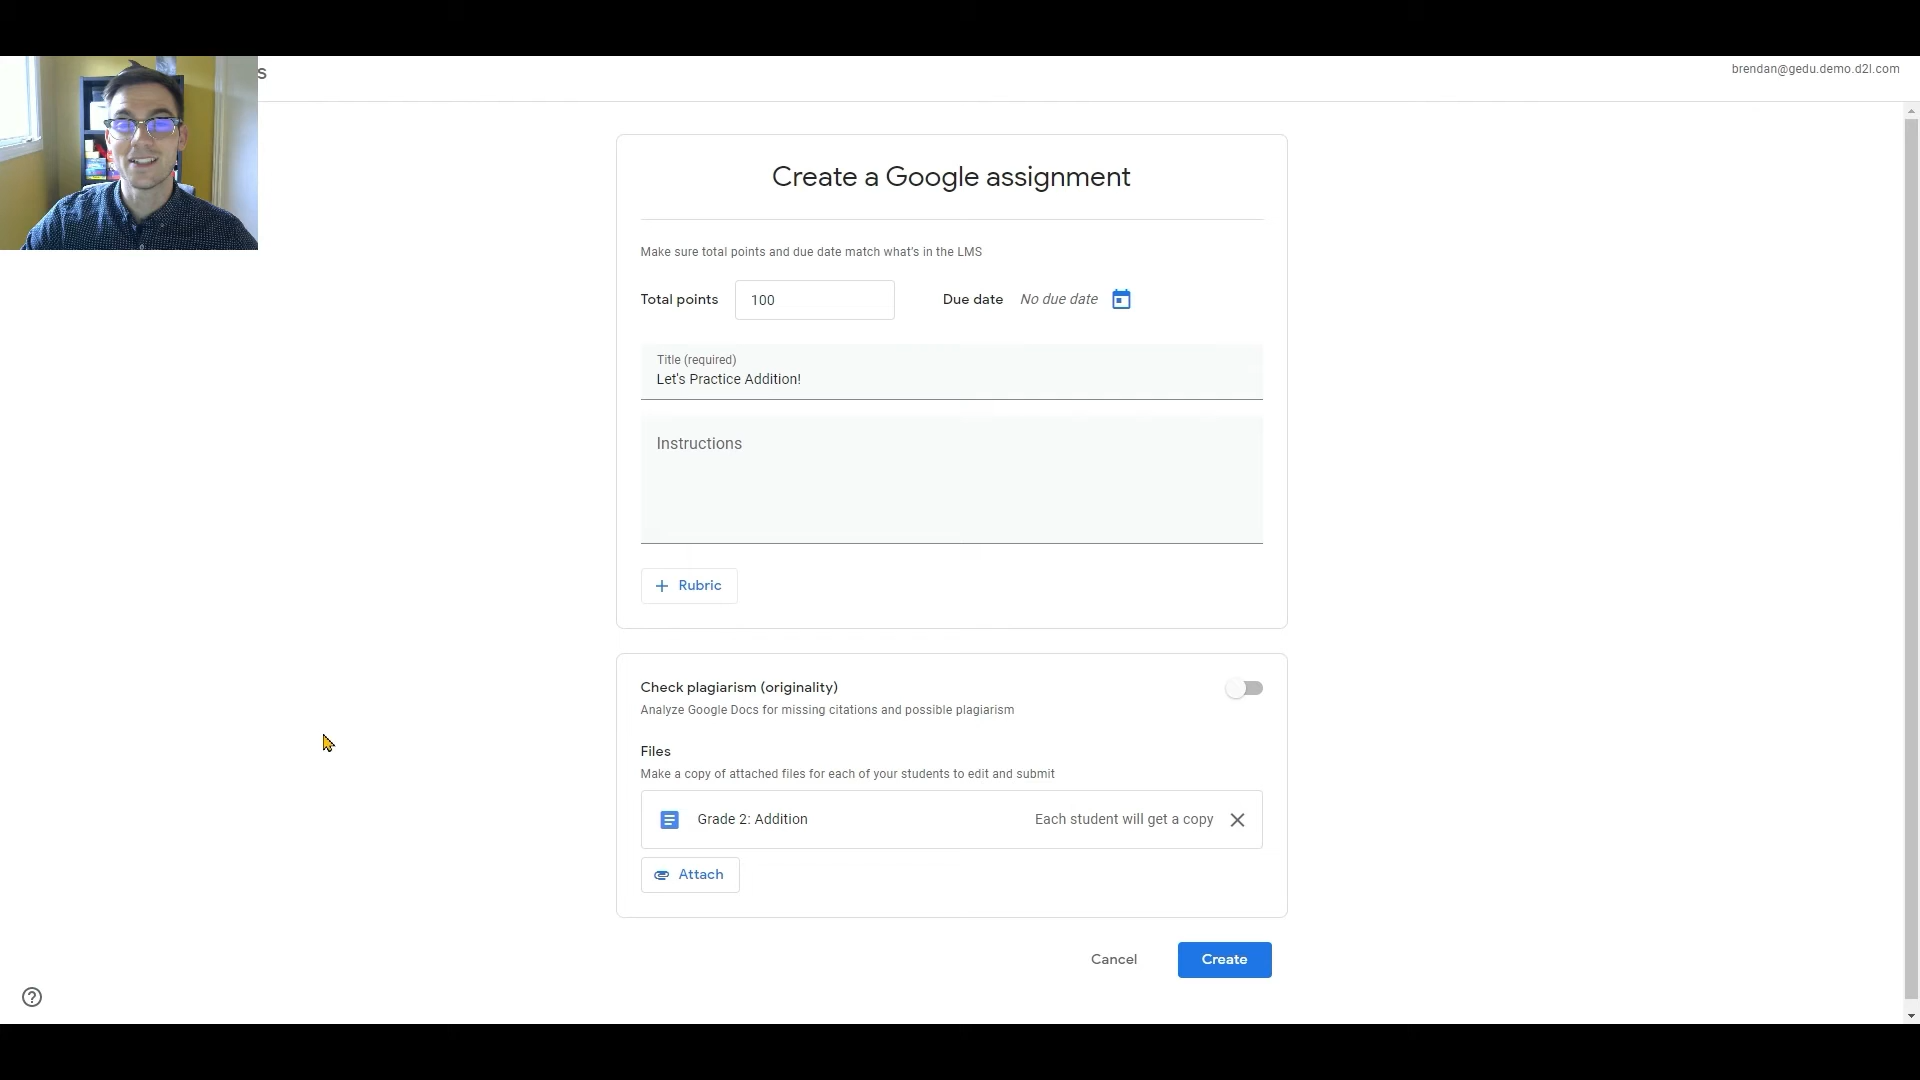 s
brendan@gedu.demo.d2l.com
Create a Google assignment
Make sure total points and due date match what's in the LMS
Total points 100 Due date No due date
Title (required)
Let's Practice Addition!
Instructions
+ Rubric
Check plagiarism (originality)
Analyze Google Docs for missing citations and possible plagiarism
Files
Make a copy of attached files for each of your students to edit and submit
Grade 2: Addition Each student will get a copy
Attach
Cancel Create